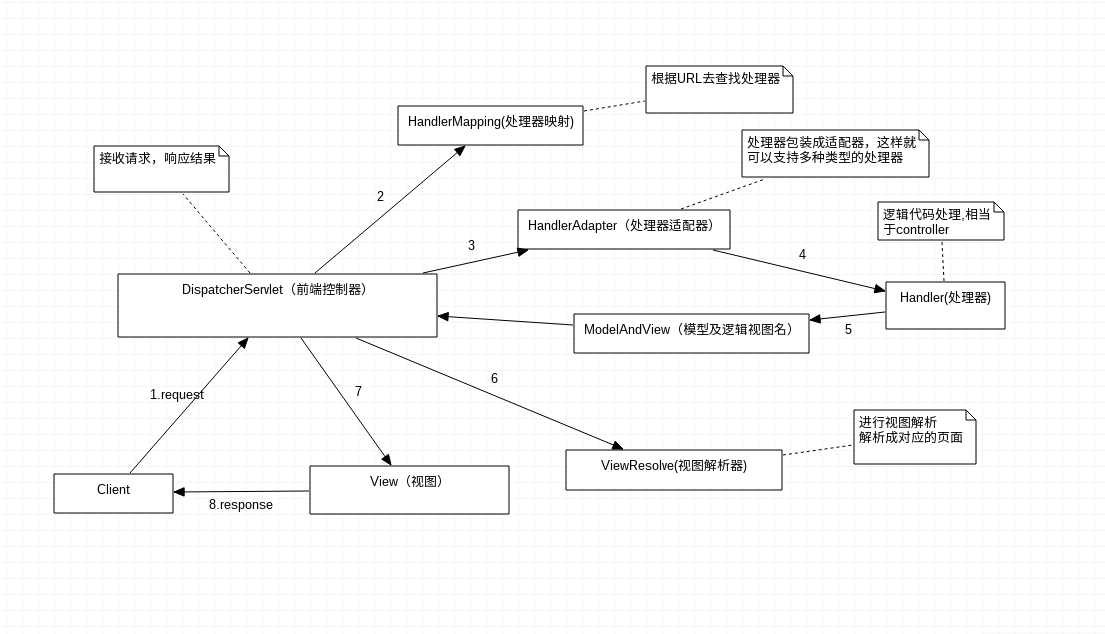 根据URL去查找处理器
HandlerMapping(处理器映射)
处理器包装成适配器，这样就
可以支持多种类型的处理器
接收请求，响应结果
2
HandlerAdapter（处理器适配器）
逻辑代码处理,相当
于controller
3
4
DispatcherServlet（前端控制器）
Handler(处理器)
ModelAndView（模型及逻辑视图名）
5
6
7
1.request
进行视图解析
解析成对应的页面
ViewResolve(视图解析器)
View（视图）
Client
8.response